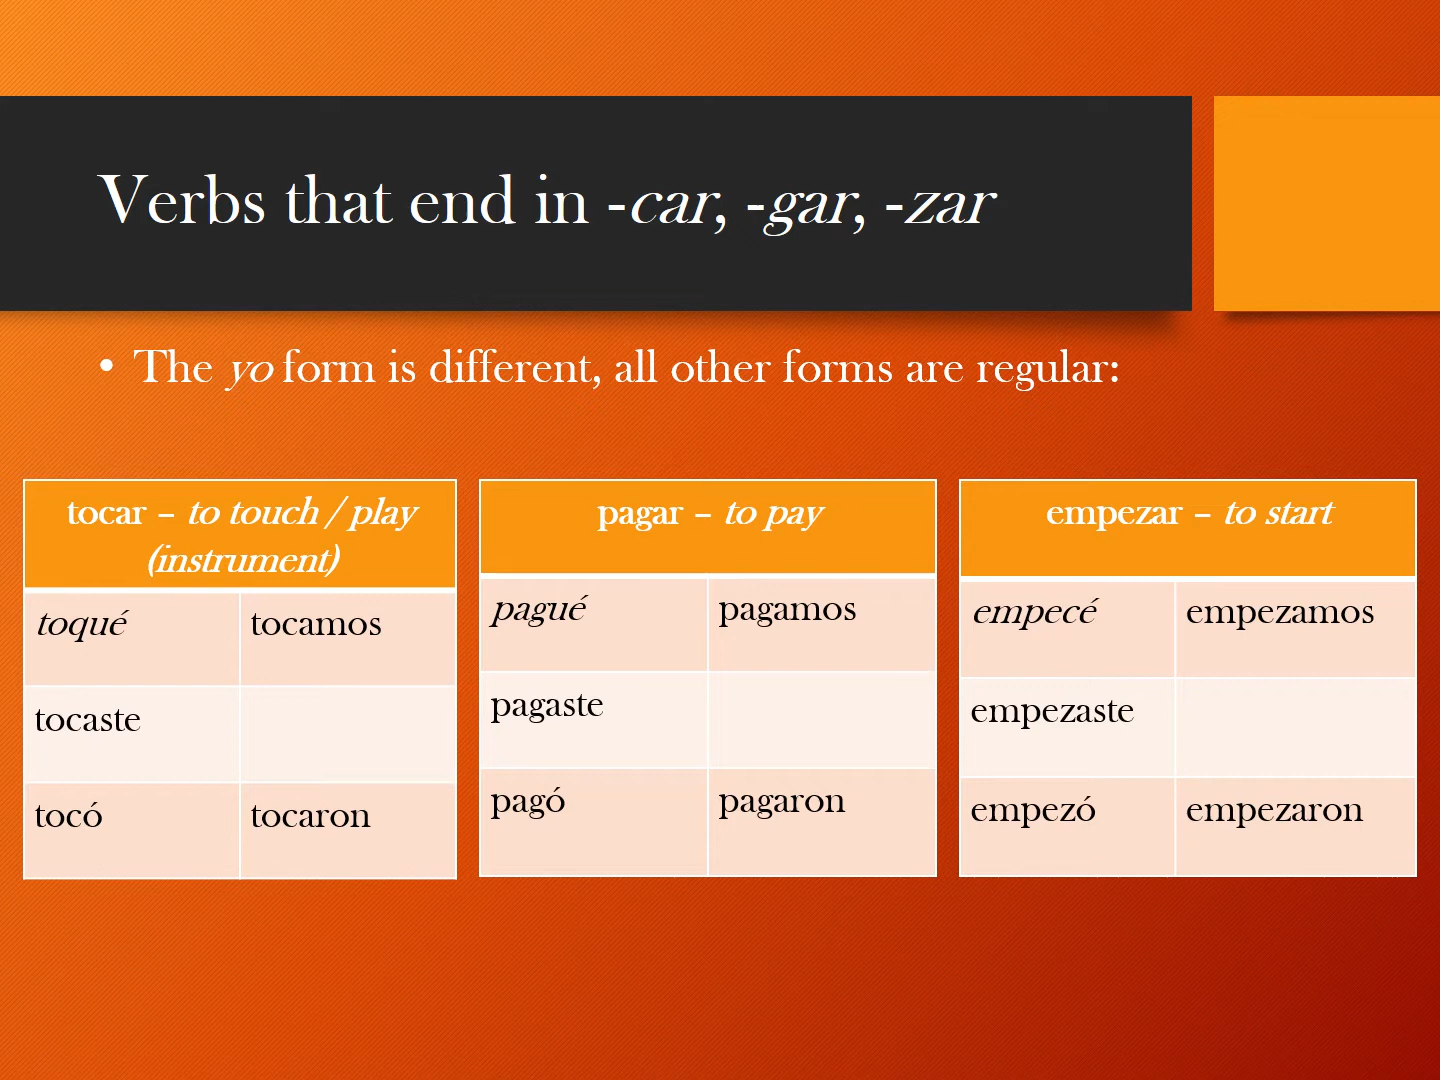 Verbs that end in -car, -gar, -zar
• The yo form is different, all other forms are regular:
tocar – to touch / play
(instrument)
toqué tocamos
tocaste
tocó tocaron
pagar – to pay
pagué pagamos
pagaste
pagó pagaron
empezar – to start
empecé empezamos
empezaste
empezó empezaron